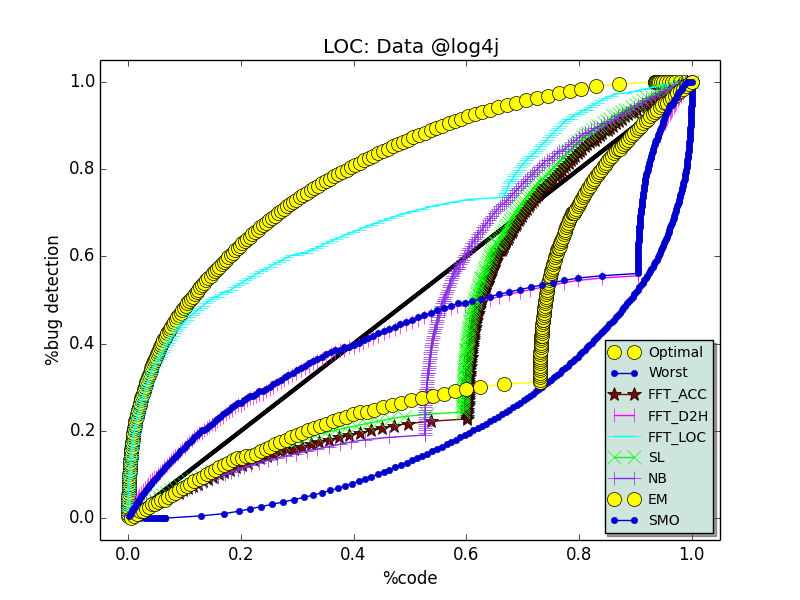 LOC: Data @log4j
1.0
0.8
0.6
0.4
0.2
0.0
%bug detection
0.0 0.2 0.4 0.6 0.8 1.0
%code
Optimal
Worst
FFT_ACC
FFT_D2H
FFT_LOC
SL
NB
EM
SMO